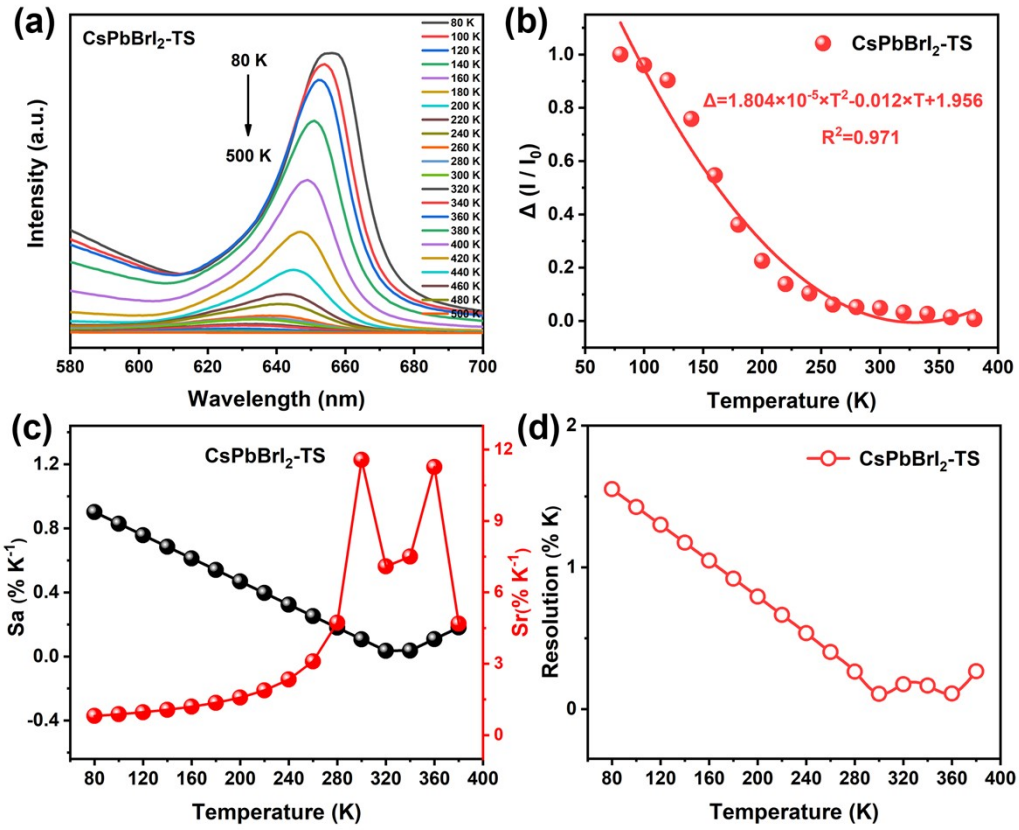 (a)
CsPbBrI₂-TS
80 K
500 K
80 K
100 K
120 K
140 K
160 K
180 K
200 K
220 K
240 K
260 K
280 K
300 K
320 K
340 K
360 K
380 K
400 K
420 K
440 K
460 K
480 K
500 K
Intensity (a.u.)
580 600 620 640 660 680 700
Wavelength (nm)
(b)
CsPbBrI₂-TS
Δ=1.804×10⁻⁵×T²-0.012×T+1.956
R²=0.971
Δ (I / I₀)
1.0
0.8
0.6
0.4
0.2
0.0
50 100 150 200 250 300 350 400
Temperature (K)
(c)
CsPbBrI₂-TS
Sa (% K⁻¹)
1.2
0.8
0.4
0.0
-0.4
Sr(% K⁻¹)
12
9
6
3
0
80 120 160 200 240 280 320 360 400
Temperature (K)
(d)
CsPbBrI₂-TS
Resolution (% K)
2
1
0
80 120 160 200 240 280 320 360 400
Temperature (K)